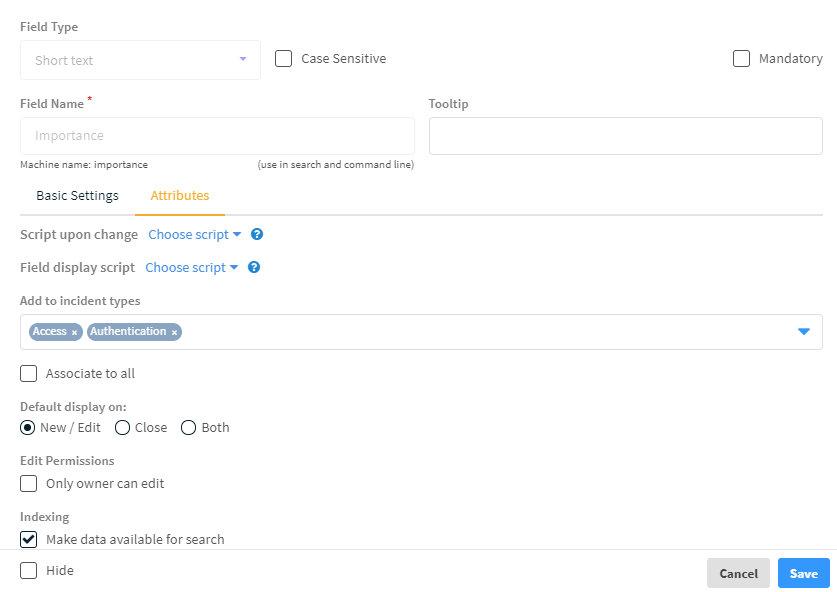 Field Type
Short text
Case Sensitive
Mandatory
Field Name *
Tooltip
Importance
Machine name: importance
(use in search and command line)
Basic Settings
Attributes
Script upon change Choose script ?
Field display script Choose script ?
Add to incident types
Access × Authentication ×
Associate to all
Default display on:
New / Edit Close Both
Edit Permissions
Only owner can edit
Indexing
Make data available for search
Hide
Cancel
Save